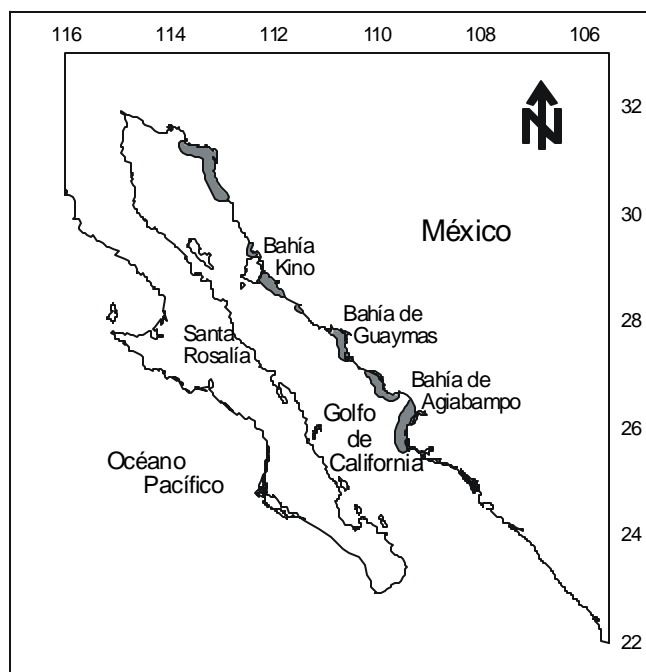 116 114 112 110 108 106
32
N
30
México
Bahía
Kino
28
Bahía de
Guaymas
Santa
Rosalía
Bahía de
Agiabampo
Golfo
de
California
26
Océano
Pacífico
24
22